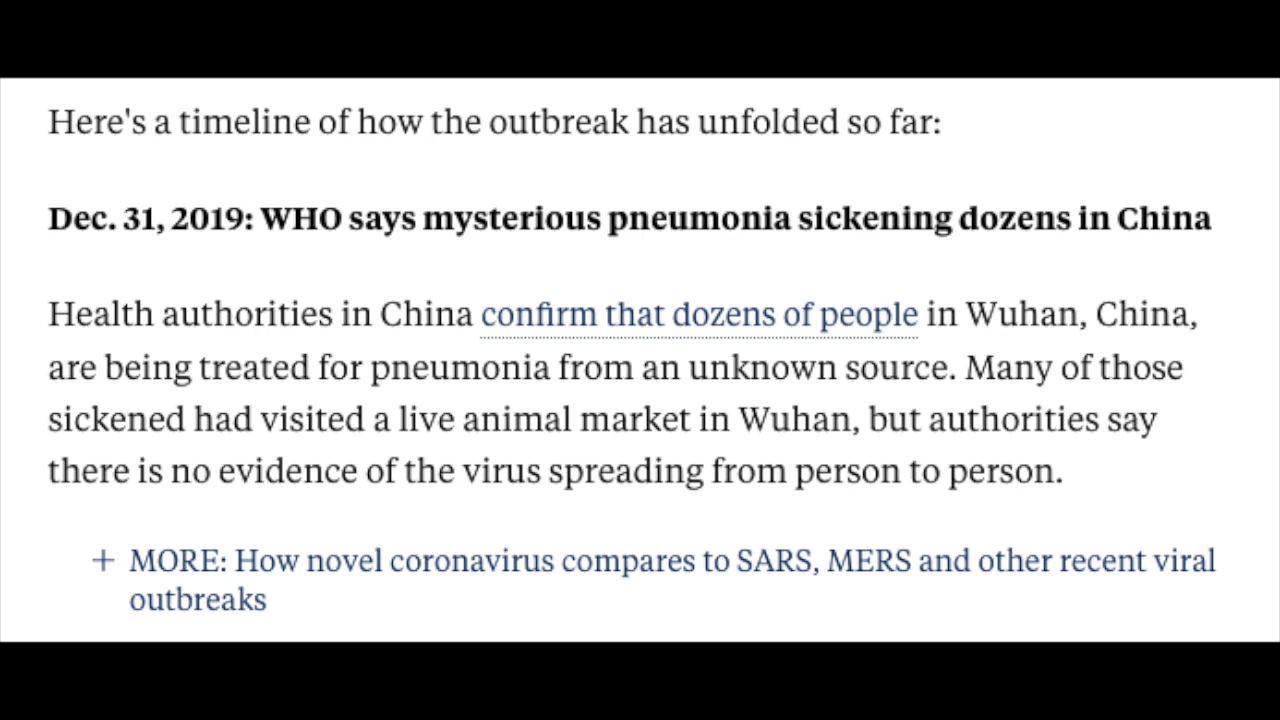 Here's a timeline of how the outbreak has unfolded so far:
Dec. 31, 2019: WHO says mysterious pneumonia sickening dozens in China
Health authorities in China confirm that dozens of people in Wuhan, China,
are being treated for pneumonia from an unknown source. Many of those
sickened had visited a live animal market in Wuhan, but authorities say
there is no evidence of the virus spreading from person to person.
+ MORE: How novel coronavirus compares to SARS, MERS and other recent viral
outbreaks